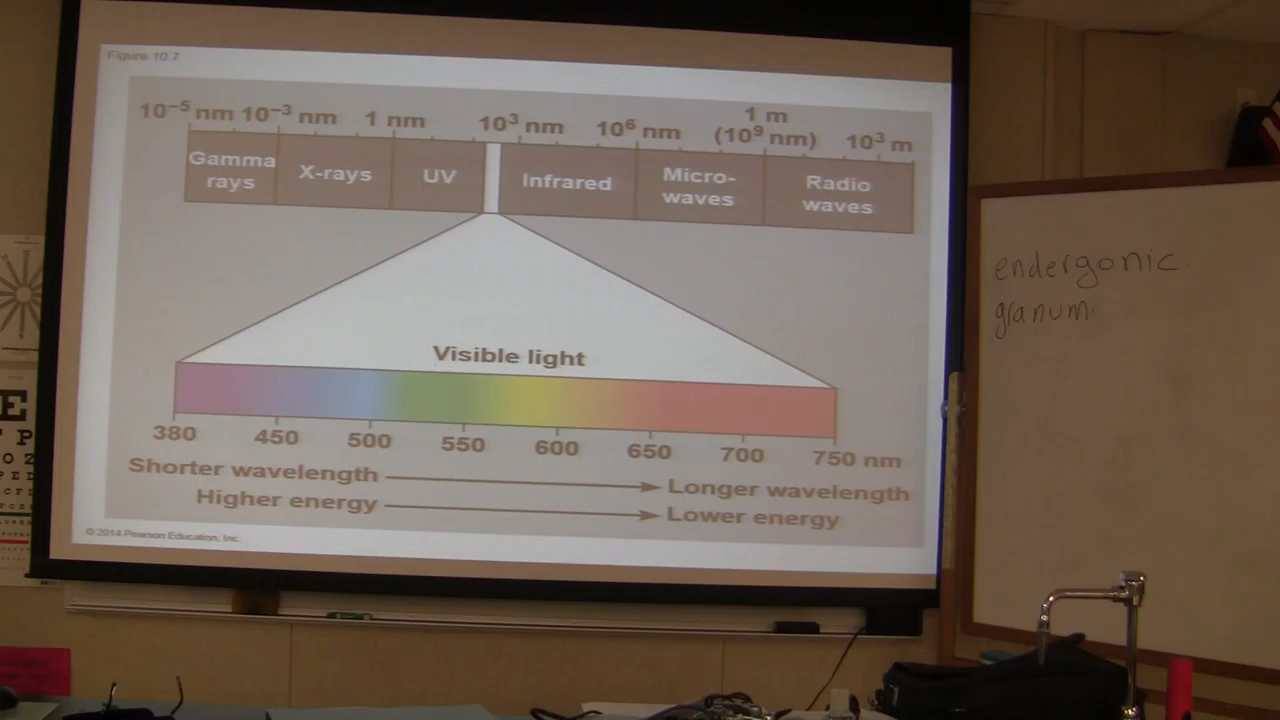 Figure 10.7
10⁻⁵ nm 10⁻³ nm 1 nm 10³ nm 10⁶ nm 1 m (10⁹ nm) 10³ m
Gamma rays X-rays UV Infrared Micro-waves Radio waves
Visible light
380 450 500 550 600 650 700 750 nm
Shorter wavelength Longer wavelength
Higher energy Lower energy
© 2014 Pearson Education, Inc.
endergonic
granum
E